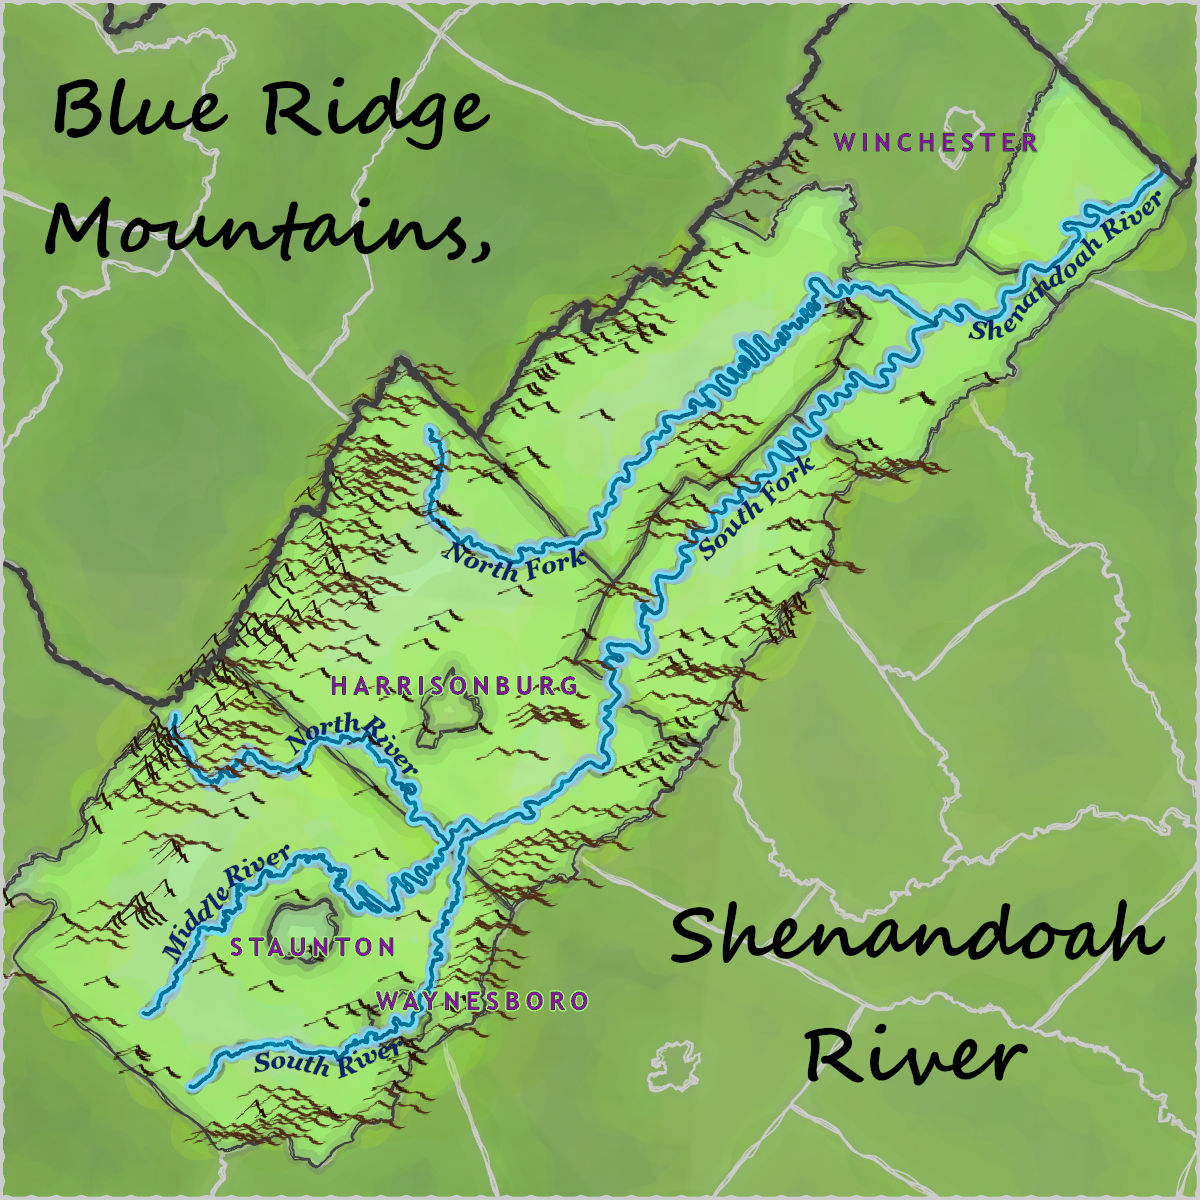 Blue Ridge
Mountains,
WINCHESTER
Shenandoah River
South Fork
North Fork
HARRISONBURG
North River
Middle River
STAUNTON
WAYNESBORO
South River
Shenandoah
River